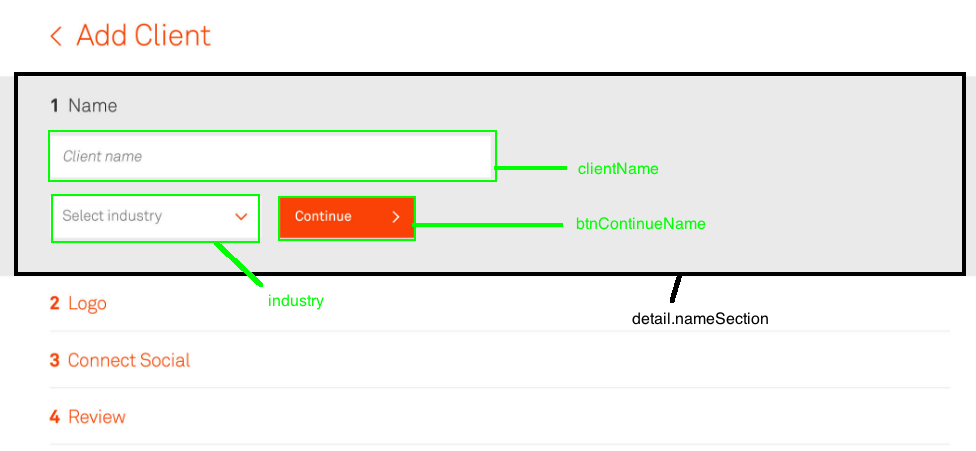 Add Client
1 Name
Client name
clientName
Select industry
Continue
btnContinueName
industry
2 Logo
detail.nameSection
3 Connect Social
4 Review